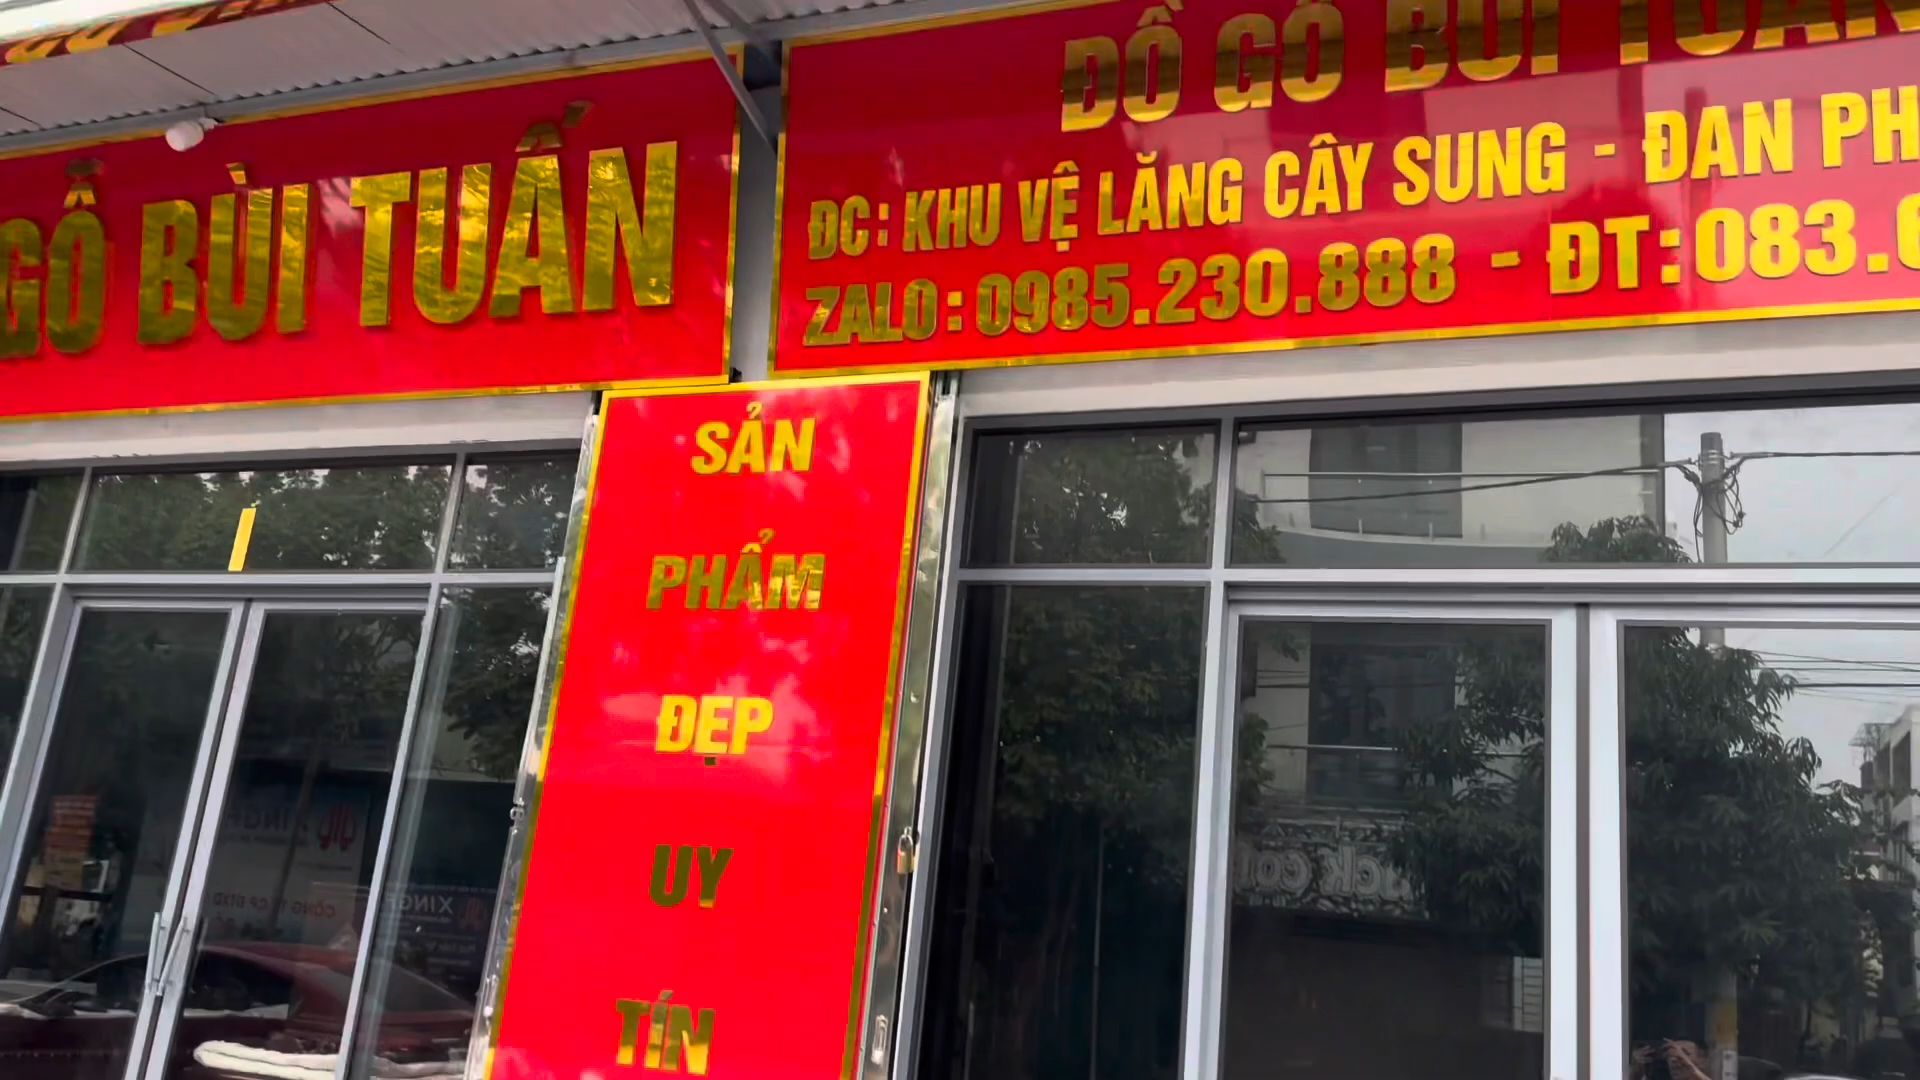 GỖ BÙI TUẤN
ĐỒ GỖ BÙI TUẤN
ĐC: KHU VỆ LĂNG CÂY SUNG - ĐAN PH
ZALO: 0985.230.888 - ĐT: 083.6
SẢN
PHẨM
ĐẸP
UY
TÍN